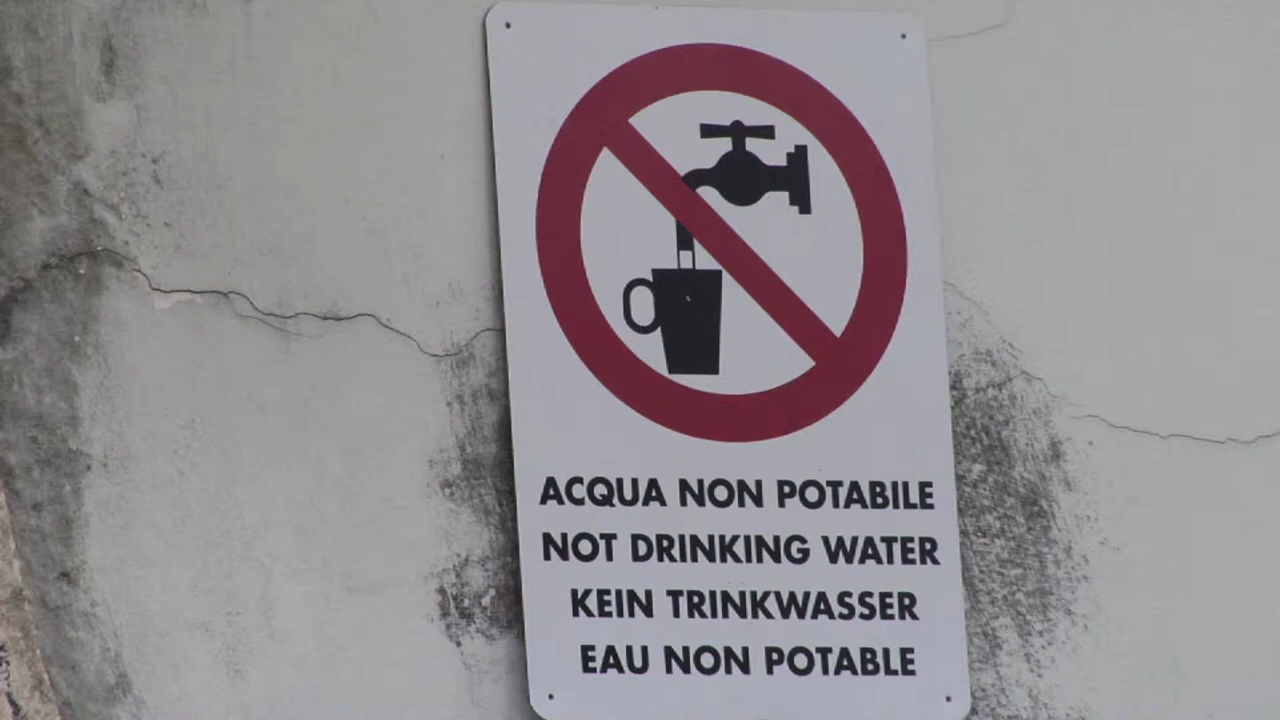 ACQUA NON POTABILE
NOT DRINKING WATER
KEIN TRINKWASSER
EAU NON POTABLE